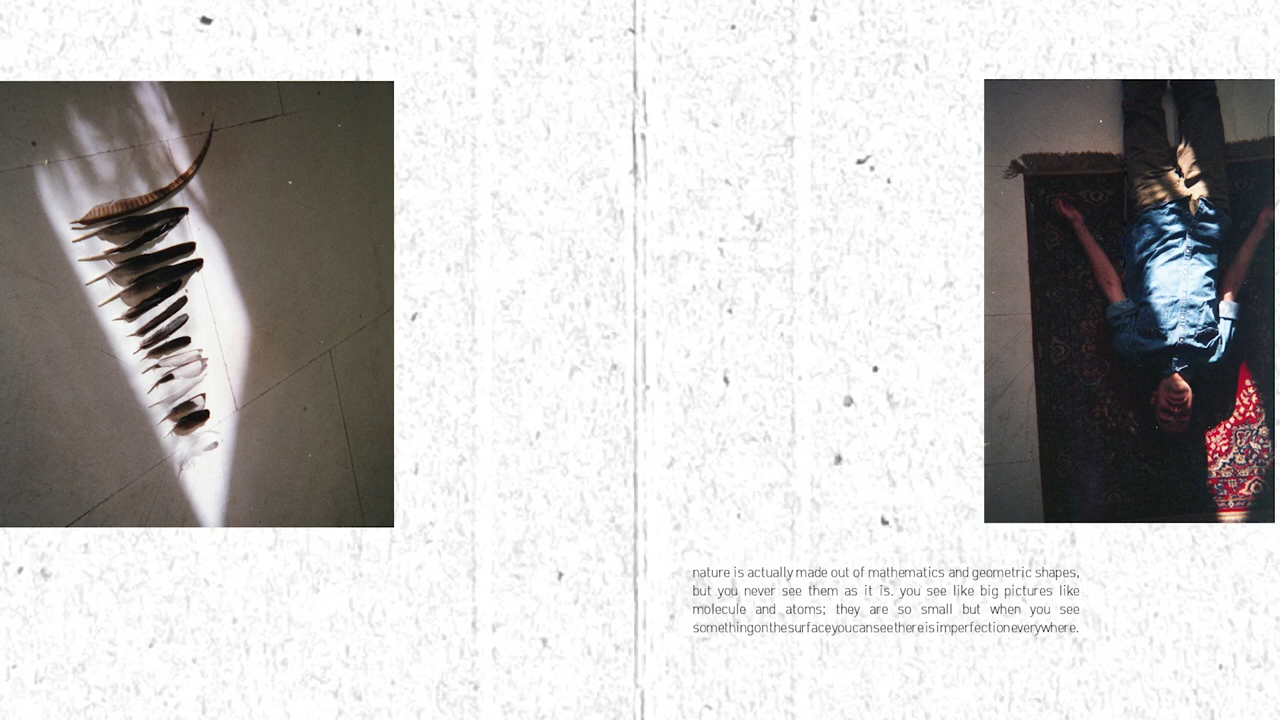 nature is actually made out of mathematics and geometric shapes,
but you never see them as it is. you see like big pictures like
molecule and atoms; they are so small but when you see
somethingonthesurfaceyoucanseethereisimperfectioneverywhere.